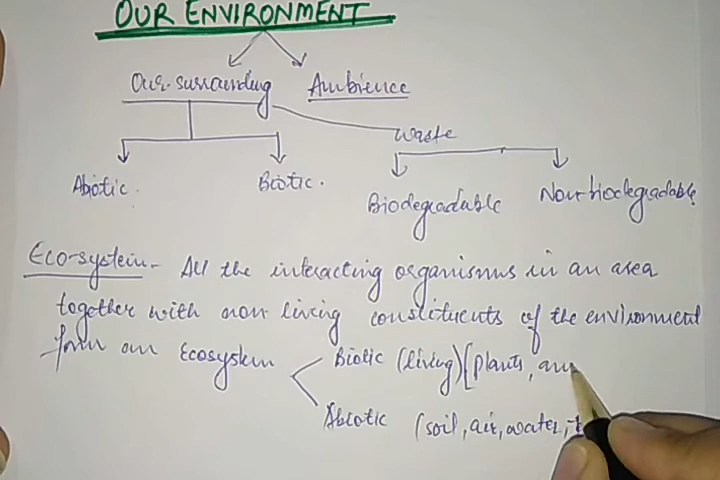 OUR ENVIRONMENT
Our surrounding Ambience
Waste
Abiotic. Biotic.
Biodegradable Non-biodegradable
Eco-system - All the interacting organisms in an area
together with non living constituents of the environment
form an Ecosystem
Biotic (living) [plants, an
Abiotic (soil, air, water, t